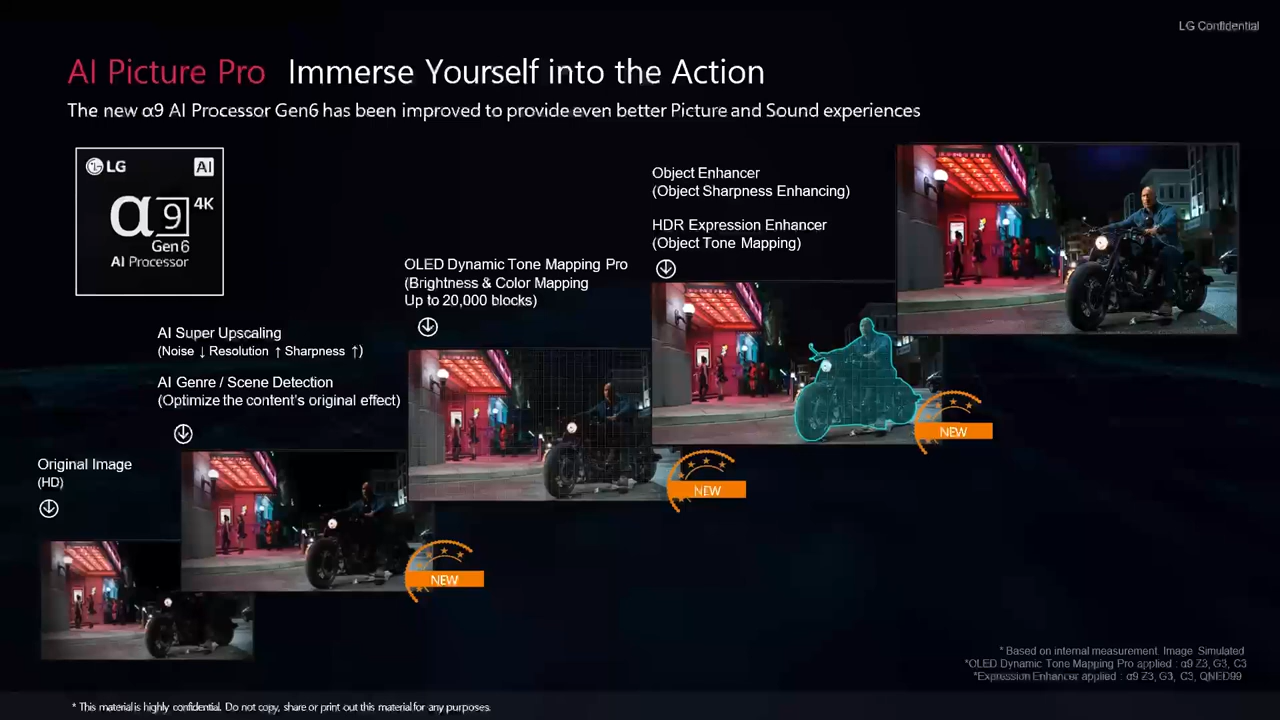 LG Confidential
AI Picture Pro Immerse Yourself into the Action
The new α9 AI Processor Gen6 has been improved to provide even better Picture and Sound experiences
LG AI
α9 4K
Gen6
AI Processor
Object Enhancer
(Object Sharpness Enhancing)
HDR Expression Enhancer
(Object Tone Mapping)
OLED Dynamic Tone Mapping Pro
(Brightness & Color Mapping
Up to 20,000 blocks)
AI Super Upscaling
(Noise ↓ Resolution ↑ Sharpness ↑)
AI Genre / Scene Detection
(Optimize the content's original effect)
Original Image
(HD)
NEW
NEW
NEW
* Based on internal measurement. Image Simulated
*OLED Dynamic Tone Mapping Pro applied : α9 Z3, G3, C3
*Expression Enhancer applied : α9 Z3, G3, C3, QNED99
* This material is highly confidential. Do not copy, share or print out this material for any purposes.